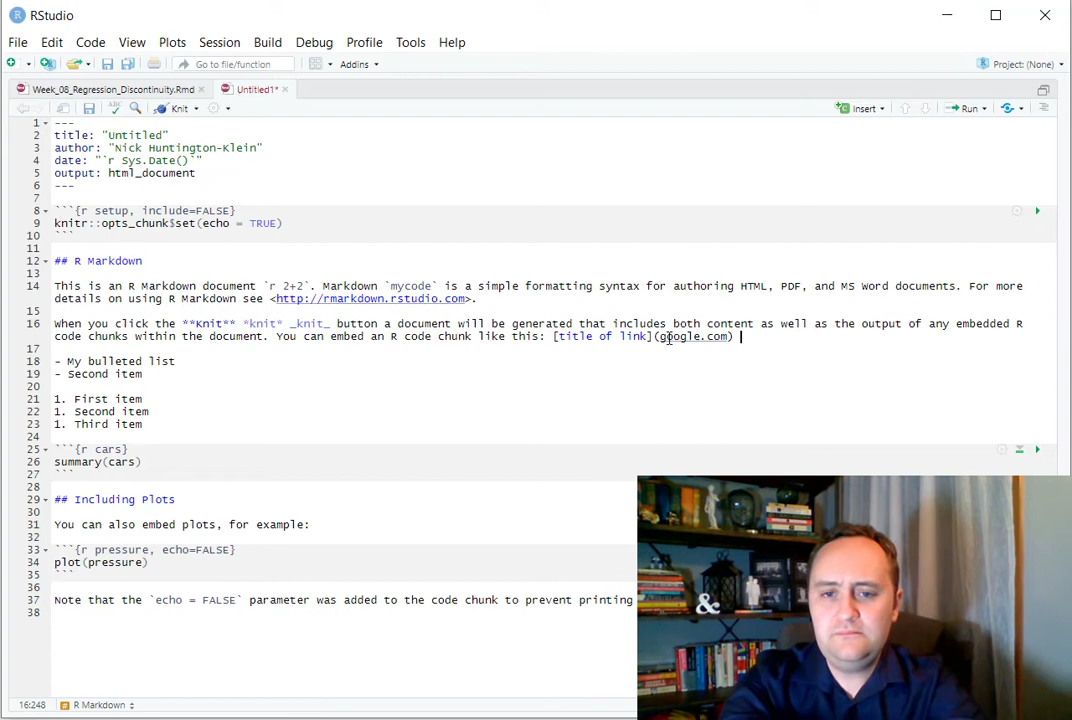 RStudio
File Edit Code View Plots Session Build Debug Profile Tools Help
Go to file/function Addins Project: (None)
Week_08_Regression_Discontinuity.Rmd Untitled1*
ABC Knit Insert Run
1 ---
2 title: "Untitled"
3 author: "Nick Huntington-Klein"
4 date: "`r Sys.Date()`"
5 output: html_document
6 ---
7
8 ```{r setup, include=FALSE}
9 knitr::opts_chunk$set(echo = TRUE)
10 ```
11
12 ## R Markdown
13
14 This is an R Markdown document `r 2+2`. Markdown `mycode` is a simple formatting syntax for authoring HTML, PDF, and MS Word documents. For more
details on using R Markdown see <http://rmarkdown.rstudio.com>.
15
16 When you click the **Knit** *knit* _knit_ button a document will be generated that includes both content as well as the output of any embedded R
code chunks within the document. You can embed an R code chunk like this: [title of link](google.com)
17
18 - My bulleted list
19 - Second item
20
21 1. First item
22 1. Second item
23 1. Third item
24
25 ```{r cars}
26 summary(cars)
27 ```
28
29 ## Including Plots
30
31 You can also embed plots, for example:
32
33 ```{r pressure, echo=FALSE}
34 plot(pressure)
35 ```
36
37 Note that the `echo = FALSE` parameter was added to the code chunk to prevent printing
38
&
16:248 R Markdown